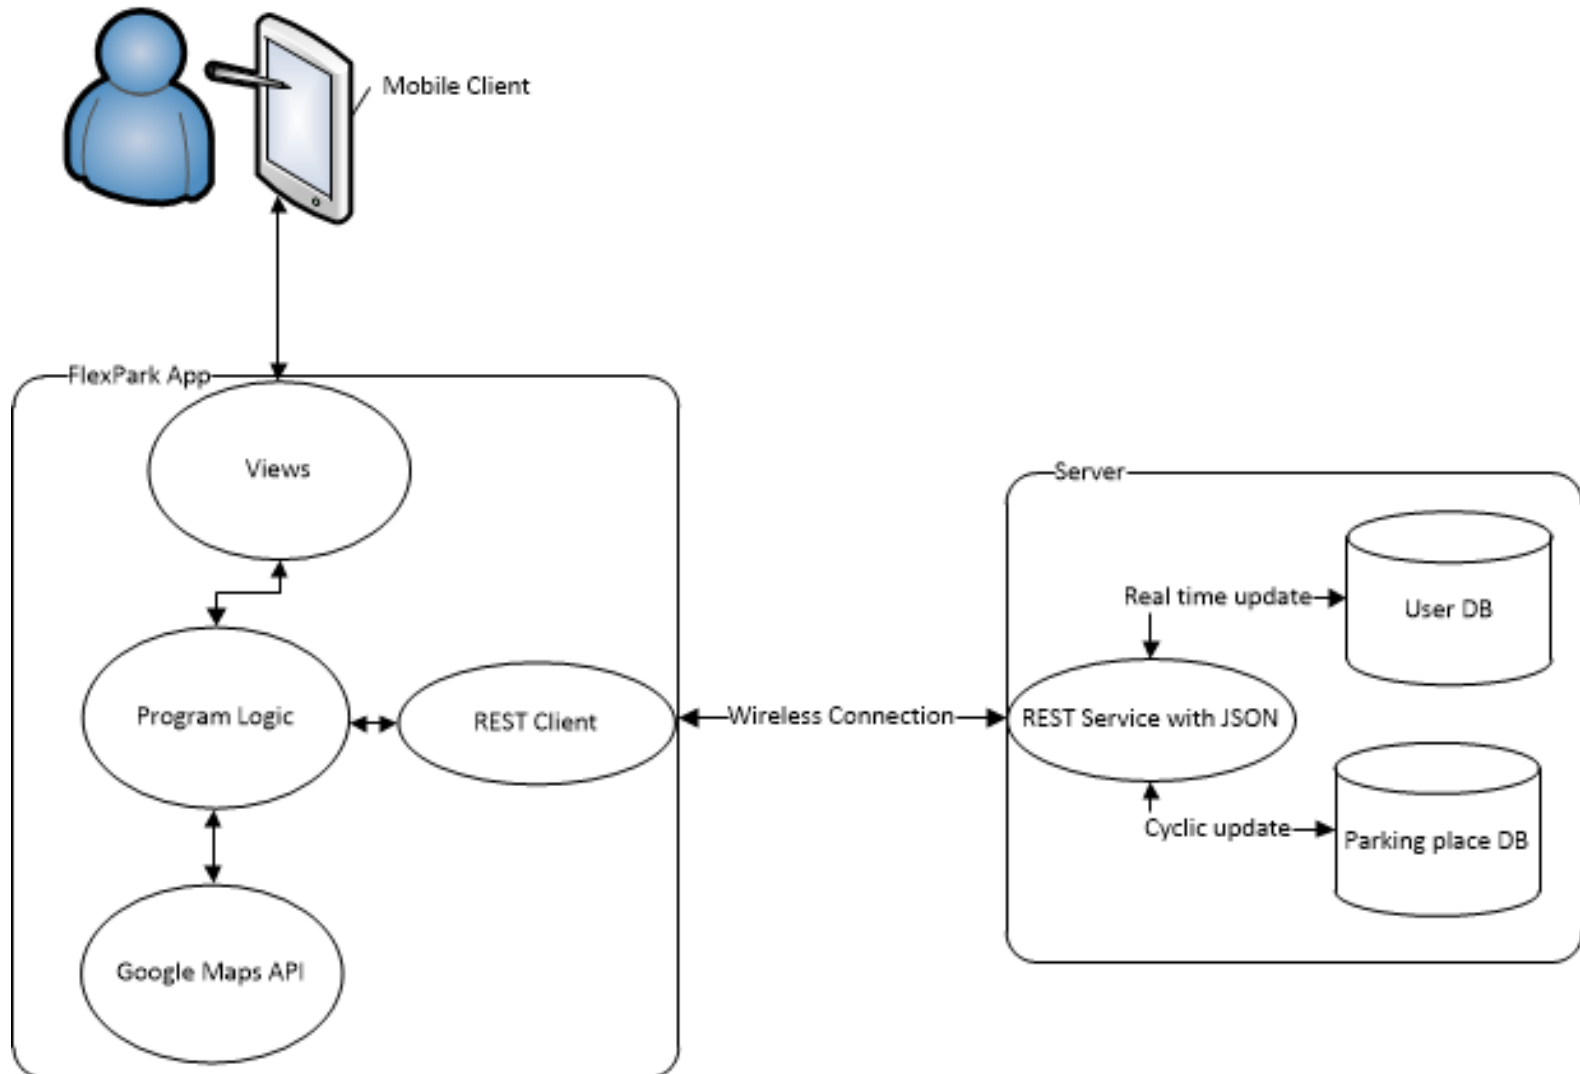 Mobile Client
FlexPark App
Views
Server
Real time update
User DB
Program Logic
REST Client
Wireless Connection
REST Service with JSON
Cyclic update
Parking place DB
Google Maps API